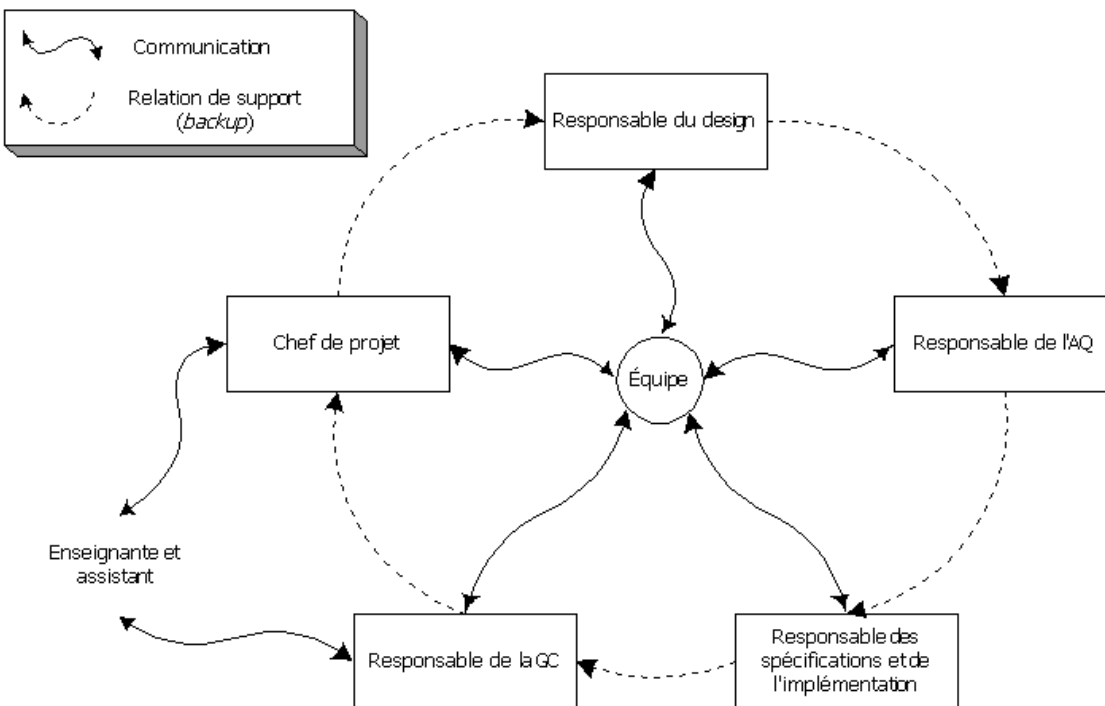 Communication
Relation de support
(backup)
Responsable du design
Chef de projet
Responsable de l'AQ
Équipe
Enseignante et
assistant
Responsable de la GC
Responsable des
spécifications et de
l'implémentation